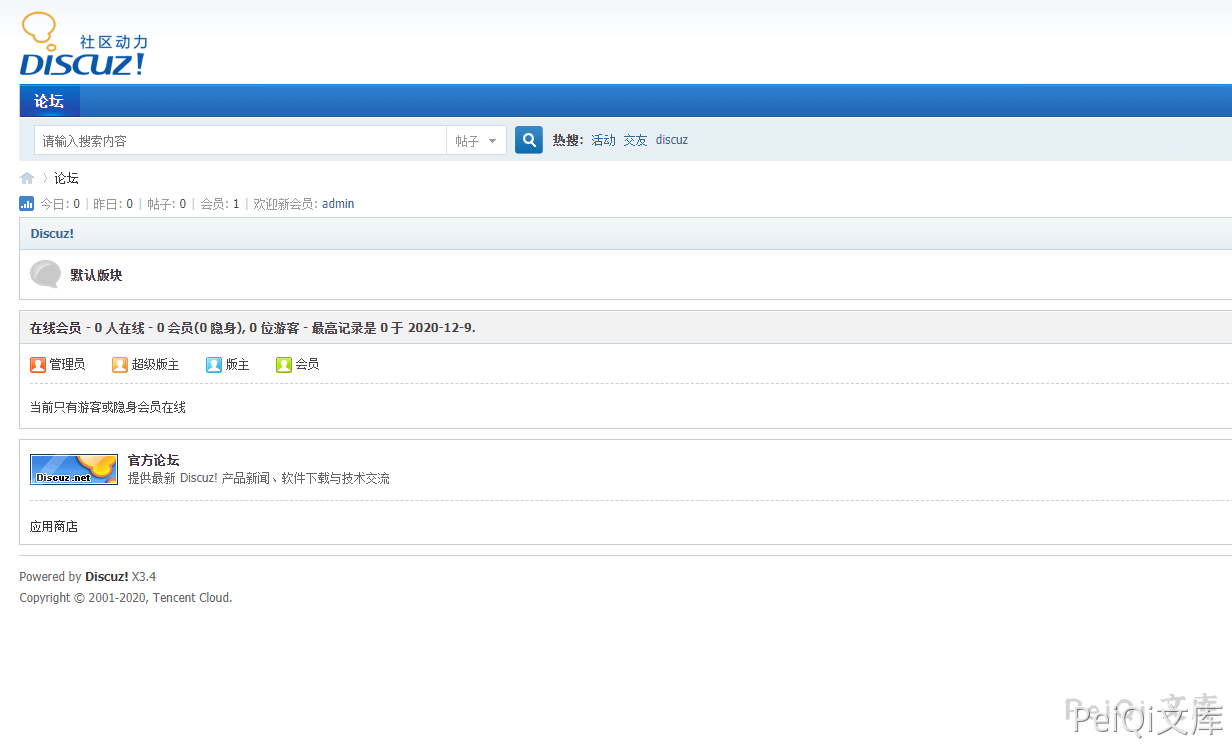 社区动力
DISCUZ!
论坛
请输入搜索内容 帖子 热搜: 活动 交友 discuz
论坛
今日: 0 | 昨日: 0 | 帖子: 0 | 会员: 1 | 欢迎新会员: admin
Discuz!
默认版块
在线会员 - 0 人在线 - 0 会员(0 隐身), 0 位游客 - 最高记录是 0 于 2020-12-9.
管理员 超级版主 版主 会员
当前只有游客或隐身会员在线
Discuz.net
官方论坛
提供最新 Discuz! 产品新闻、软件下载与技术交流
应用商店
Powered by Discuz! X3.4
Copyright © 2001-2020, Tencent Cloud.
PeiQi 文库
PeiQi文库